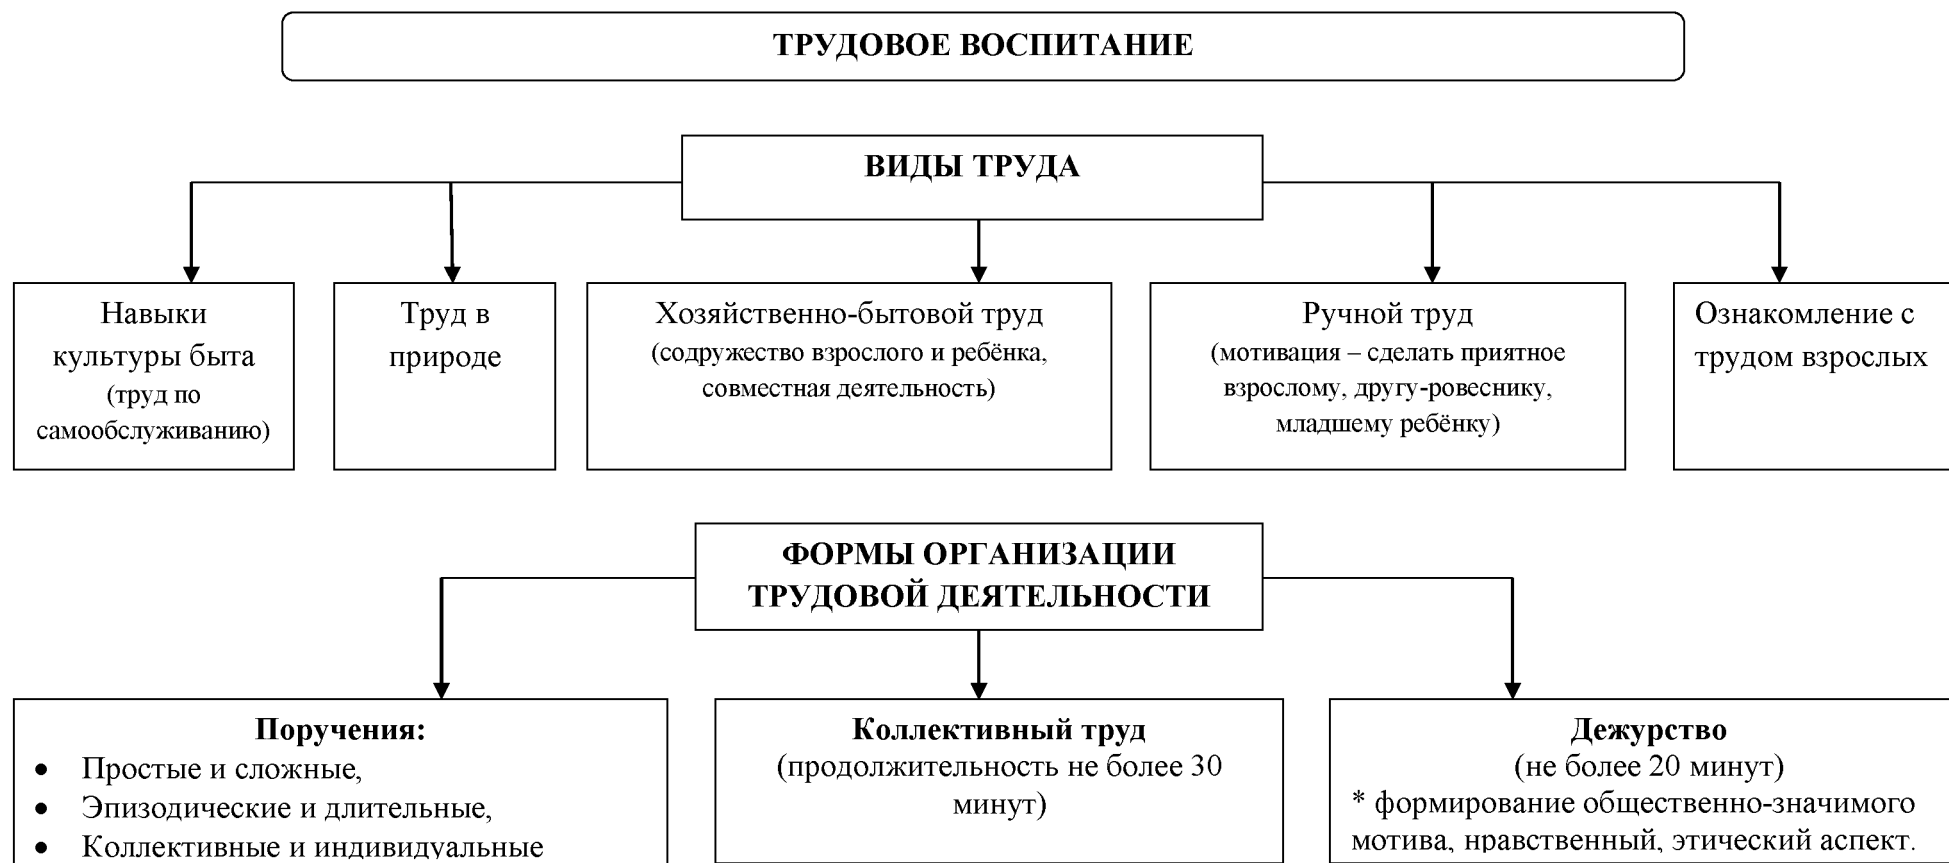 ТРУДОВОЕ ВОСПИТАНИЕ
ВИДЫ ТРУДА
Навыки
культуры быта
(труд по
самообслуживанию)
Труд в
природе
Хозяйственно-бытовой труд
(содружество взрослого и ребёнка,
совместная деятельность)
Ручной труд
(мотивация – сделать приятное
взрослому, другу-ровеснику,
младшему ребёнку)
Ознакомление с
трудом взрослых
ФОРМЫ ОРГАНИЗАЦИИ
ТРУДОВОЙ ДЕЯТЕЛЬНОСТИ
Поручения:
• Простые и сложные,
• Эпизодические и длительные,
• Коллективные и индивидуальные
Коллективный труд
(продолжительность не более 30
минут)
Дежурство
(не более 20 минут)
* формирование общественно-значимого
мотива, нравственный, этический аспект.